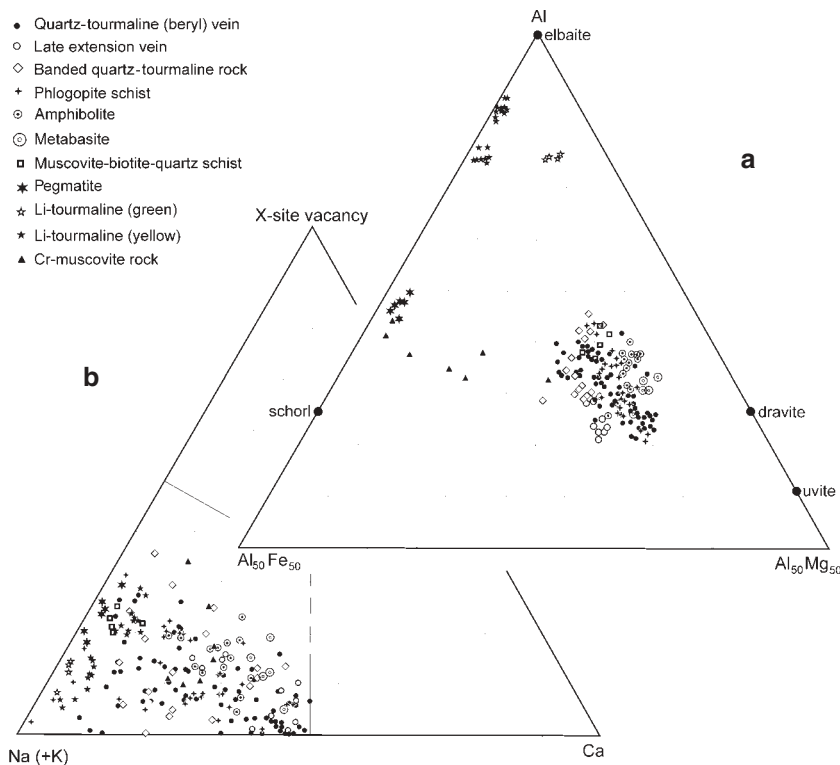 Quartz-tourmaline (beryl) vein
Late extension vein
Banded quartz-tourmaline rock
Phlogopite schist
Amphibolite
Metabasite
Muscovite-biotite-quartz schist
Pegmatite
Li-tourmaline (green)
Li-tourmaline (yellow)
Cr-muscovite rock
Al
elbaite
a
X-site vacancy
b
schorl
dravite
uvite
Al50Fe50
Al50Mg50
Na (+K)
Ca